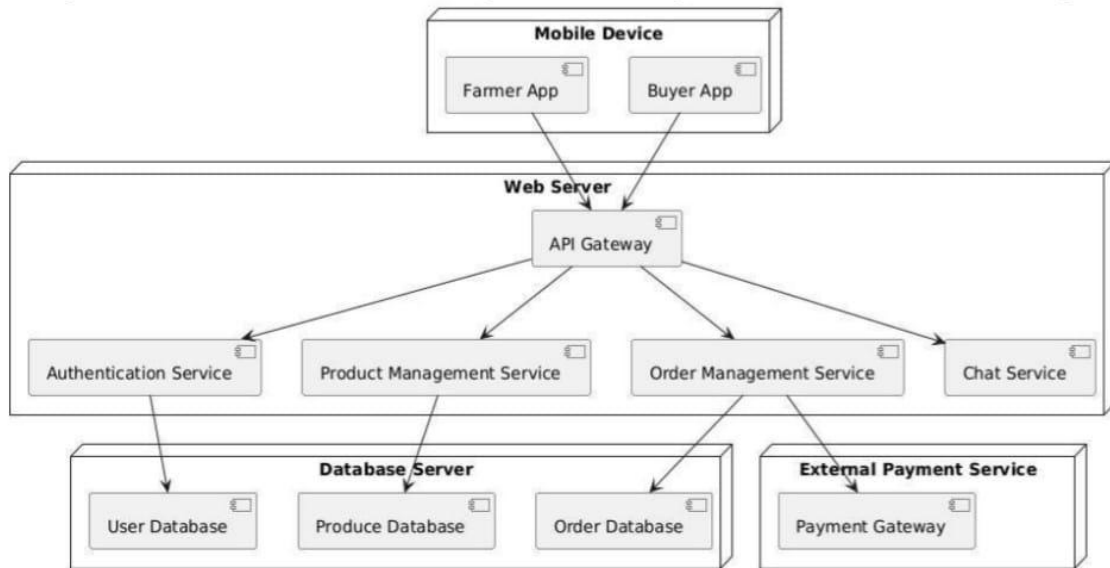 Mobile Device
Farmer App
Buyer App
Web Server
API Gateway
Authentication Service
Product Management Service
Order Management Service
Chat Service
Database Server
External Payment Service
User Database
Produce Database
Order Database
Payment Gateway